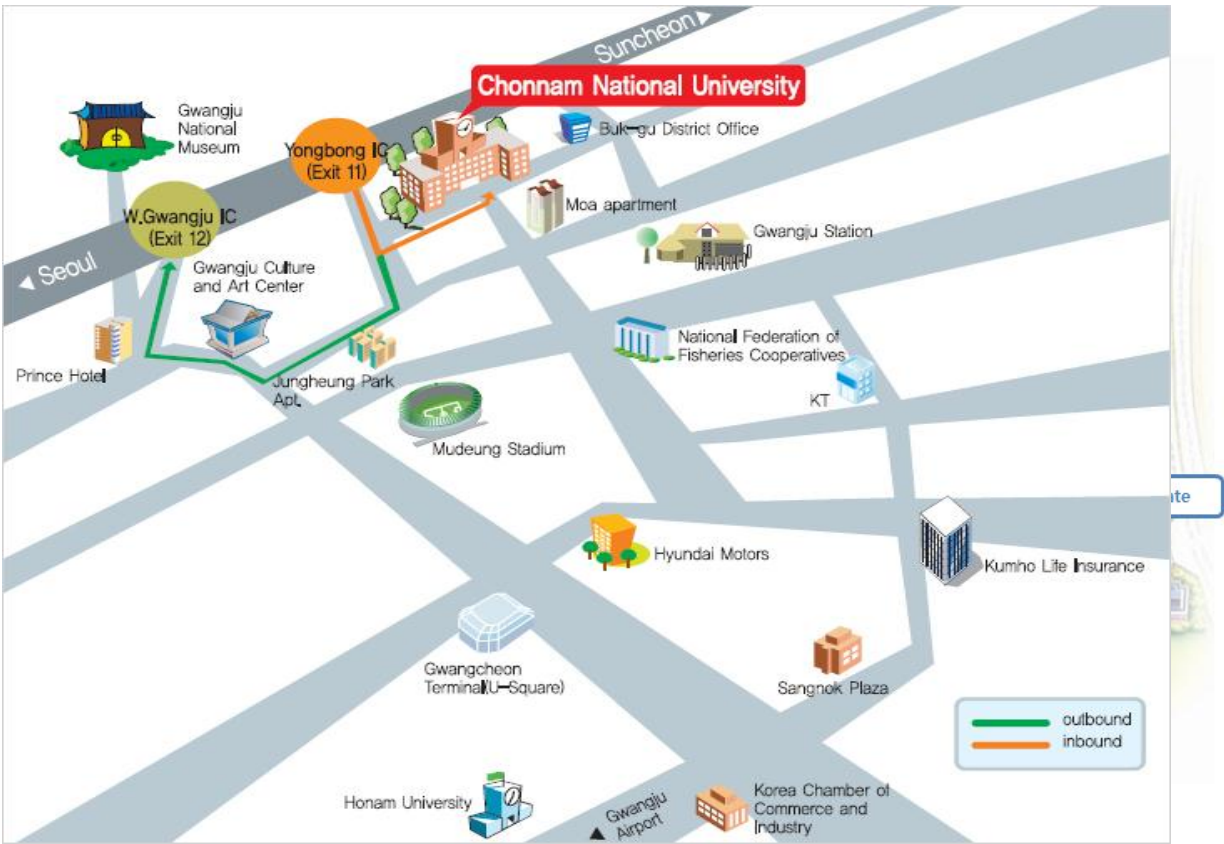 Suncheon
Chonnam National University
Gwangju
National
Museum
Buk-gu District Office
Yongbong IC
(Exit 11)
W.Gwangju IC
(Exit 12)
Moa apartment
Gwangju Station
Seoul
Gwangju Culture
and Art Center
National Federation of
Fisheries Cooperatives
Prince Hotel
Jungheung Park
Apt.
KT
Mudeung Stadium
Hyundai Motors
Kumho Life Insurance
Gwangcheon
Terminal(U-Square)
Sangnok Plaza
outbound
inbound
Honam University
Gwangju
Airport
Korea Chamber of
Commerce and
Industry